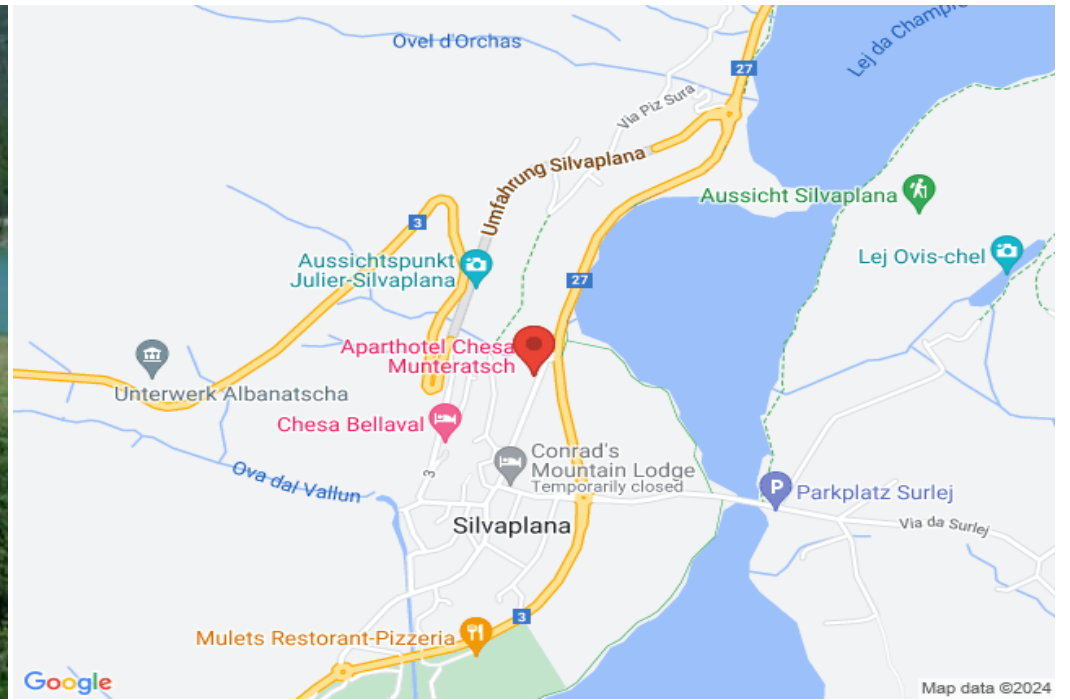 Ovel d'Orchas
Lej da Champf
27
Via Piz Sura
Umfahrung Silvaplana
Aussicht Silvaplana
3
Lej Ovis-chel
Aussichtspunkt
Julier-Silvaplana
27
Aparthotel Chesa
Munteratsch
Unterwerk Albanatscha
Chesa Bellaval
Conrad's
Mountain Lodge
Temporarily closed
3
Ova dal Vallun
P
Parkplatz Surlej
Silvaplana
Via da Surlej
3
Mulets Restorant-Pizzeria
Google
Map data ©2024